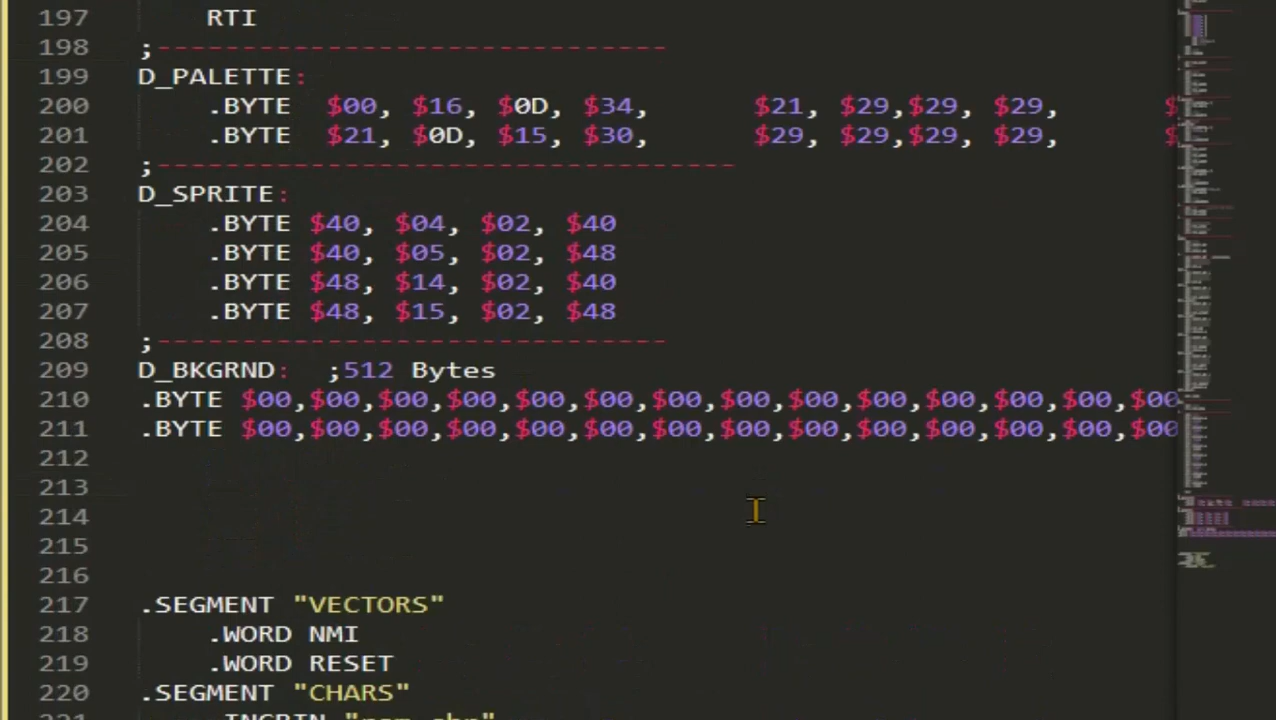 197 RTI
198 ;------------------------------
199 D_PALETTE:
200 .BYTE $00, $16, $0D, $34, $21, $29,$29, $29, $
201 .BYTE $21, $0D, $15, $30, $29, $29,$29, $29, $
202 ;----------------------------------
203 D_SPRITE:
204 .BYTE $40, $04, $02, $40
205 .BYTE $40, $05, $02, $48
206 .BYTE $48, $14, $02, $40
207 .BYTE $48, $15, $02, $48
208 ;------------------------------
209 D_BKGRND: ;512 Bytes
210 .BYTE $00,$00,$00,$00,$00,$00,$00,$00,$00,$00,$00,$00,$00,$00
211 .BYTE $00,$00,$00,$00,$00,$00,$00,$00,$00,$00,$00,$00,$00,$00
212
213
214
215
216
217 .SEGMENT "VECTORS"
218 .WORD NMI
219 .WORD RESET
220 .SEGMENT "CHARS"